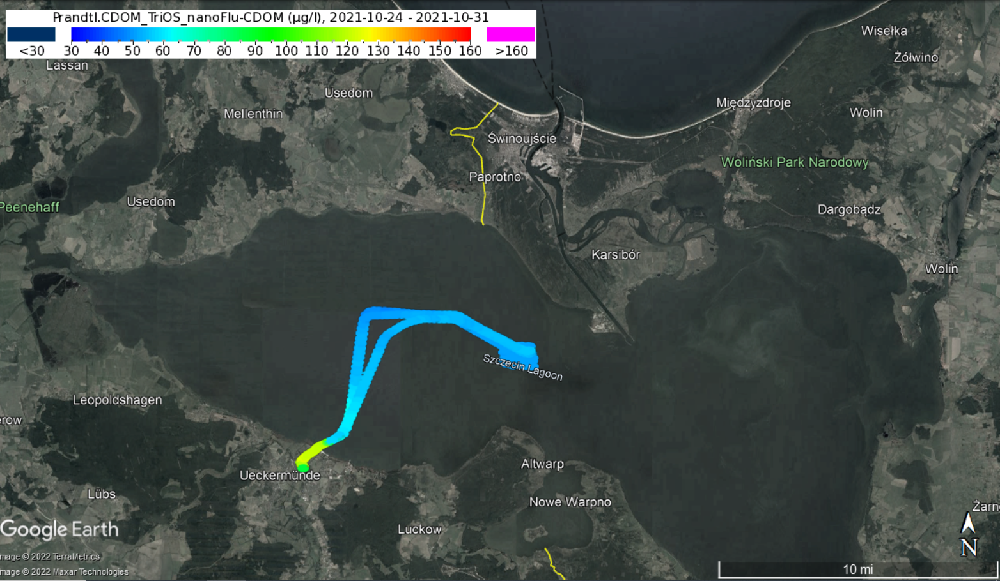 Prandtl.CDOM_TriOS_nanoFlu-CDOM (µg/l), 2021-10-24 - 2021-10-31
<30 30 40 50 60 70 80 90 100 110 120 130 140 150 160 >160
Wisełka
Żółwino
Lassan
Usedom
Międzyzdroje
Mellenthin
Wolin
Świnoujście
Woliński Park Narodowy
Paprotno
Usedom
Peenehaff
Dargobądz
Karsibór
Wolin
Szczecin Lagoon
Leopoldshagen
erow
Altwarp
Ueckermünde
Lübs
Nowe Warpno
Żarn
Luckow
Google Earth
N
mage © 2022 TerraMetrics
mage © 2022 Maxar Technologies
10 mi